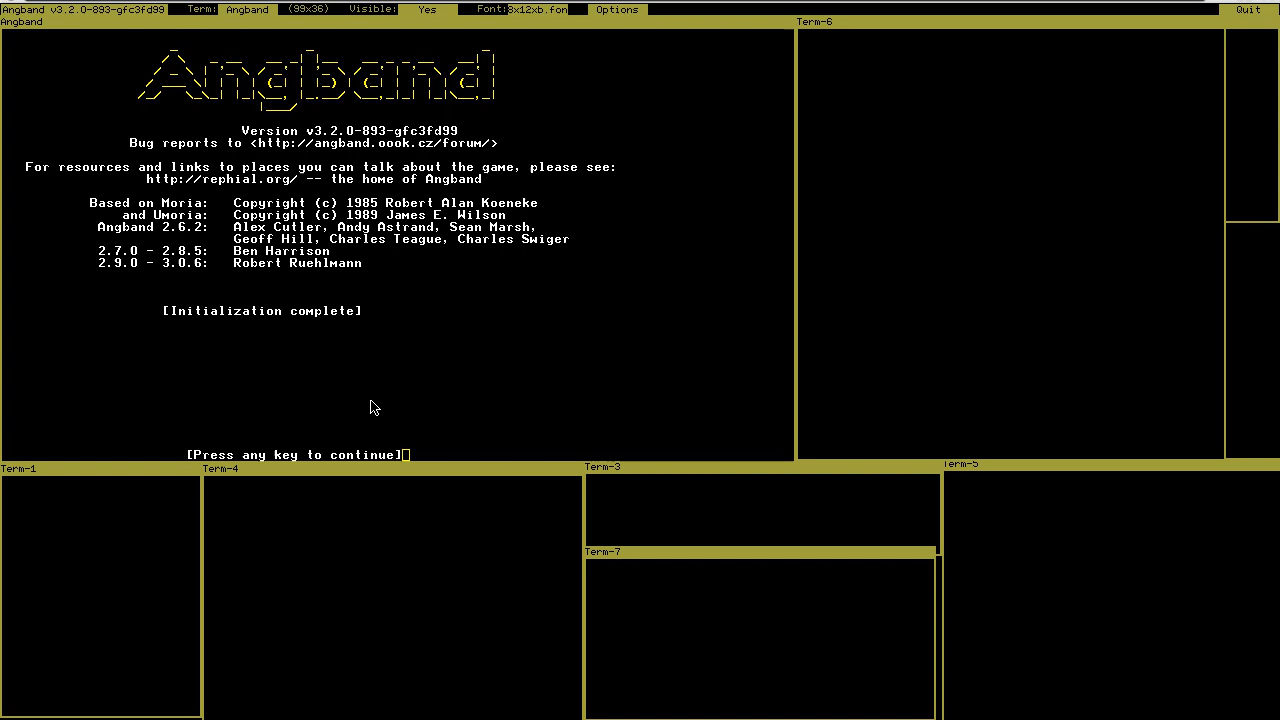 Angband v3.2.0-893-gfc3fd99 Term: Angband (99x36) Visible: Yes Font: 8x12xb.fon Options Quit
Angband
Term-6
Angband
Version v3.2.0-893-gfc3fd99
Bug reports to <http://angband.oook.cz/forum/>
For resources and links to places you can talk about the game, please see:
http://rephial.org/ -- the home of Angband
Based on Moria: Copyright (c) 1985 Robert Alan Koeneke
and Umoria: Copyright (c) 1989 James E. Wilson
Angband 2.6.2: Alex Cutler, Andy Astrand, Sean Marsh,
Geoff Hill, Charles Teague, Charles Swiger
2.7.0 - 2.8.5: Ben Harrison
2.9.0 - 3.0.6: Robert Ruehlmann
[Initialization complete]
[Press any key to continue]
Term-1
Term-4
Term-3
Term-5
Term-7